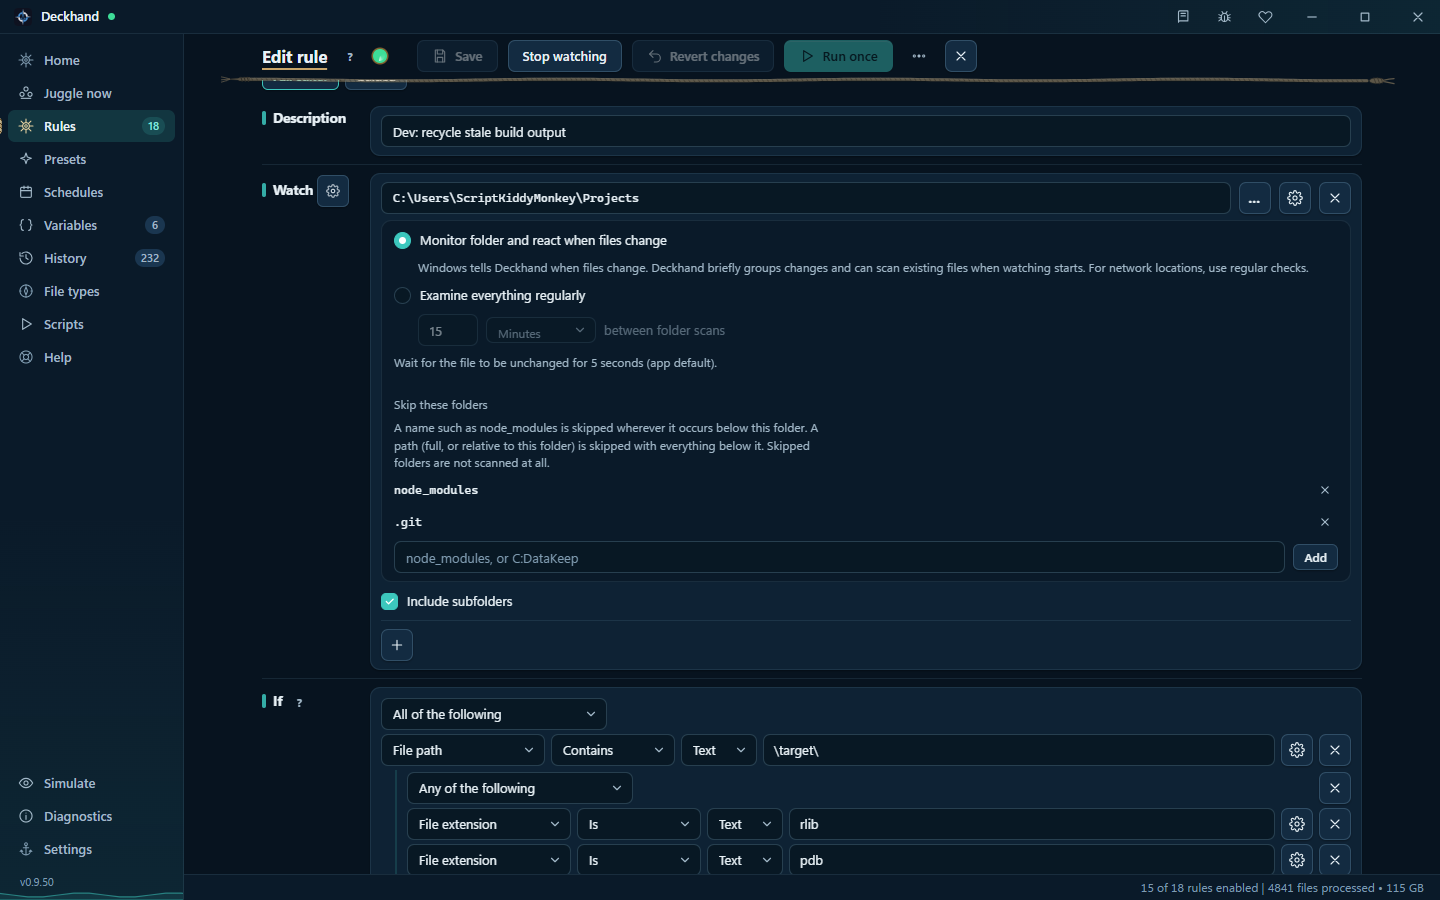 Deckhand
Home
Juggle now
Rules 18
Presets
Schedules
Variables 6
History 232
File types
Scripts
Help
Simulate
Diagnostics
Settings
v0.9.50
Edit rule ?
Save
Stop watching
Revert changes
Run once
Description
Dev: recycle stale build output
Watch
C:\Users\ScriptKiddyMonkey\Projects
...
Monitor folder and react when files change
Windows tells Deckhand when files change. Deckhand briefly groups changes and can scan existing files when watching starts. For network locations, use regular checks.
Examine everything regularly
15 Minutes between folder scans
Wait for the file to be unchanged for 5 seconds (app default).
Skip these folders
A name such as node_modules is skipped wherever it occurs below this folder. A
path (full, or relative to this folder) is skipped with everything below it. Skipped
folders are not scanned at all.
node_modules
.git
node_modules, or C:DataKeep Add
Include subfolders
If ?
All of the following
File path Contains Text \target\
Any of the following
File extension Is Text rlib
File extension Is Text pdb
15 of 18 rules enabled | 4841 files processed • 115 GB